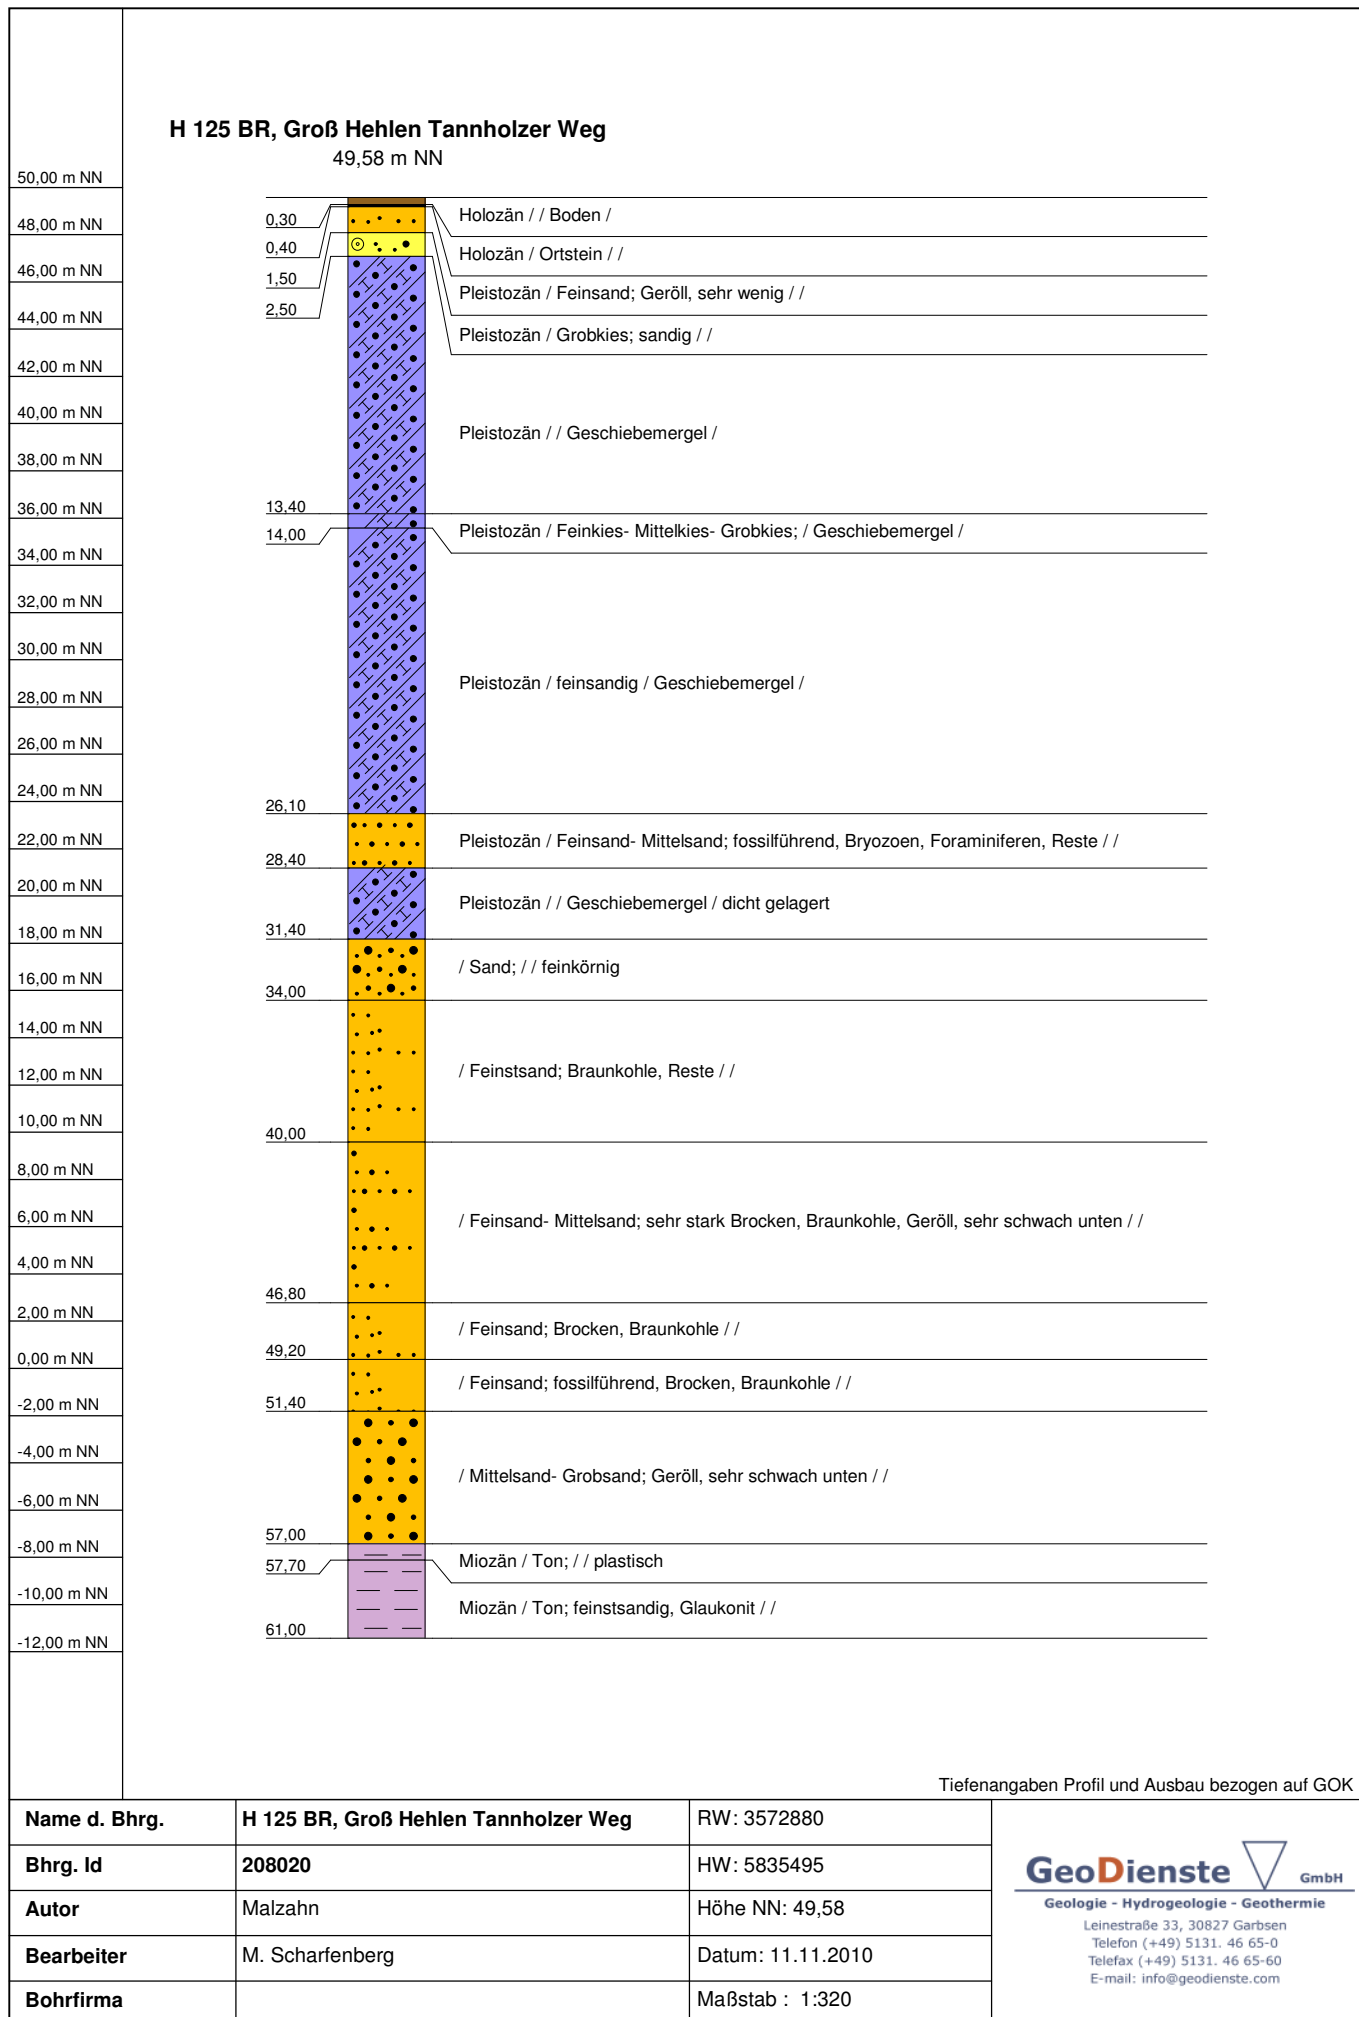 H 125 BR, Groß Hehlen Tannholzer Weg
49,58 m NN
50,00 m NN
48,00 m NN
46,00 m NN
44,00 m NN
42,00 m NN
40,00 m NN
38,00 m NN
36,00 m NN
34,00 m NN
32,00 m NN
30,00 m NN
28,00 m NN
26,00 m NN
24,00 m NN
22,00 m NN
20,00 m NN
18,00 m NN
16,00 m NN
14,00 m NN
12,00 m NN
10,00 m NN
8,00 m NN
6,00 m NN
4,00 m NN
2,00 m NN
0,00 m NN
-2,00 m NN
-4,00 m NN
-6,00 m NN
-8,00 m NN
-10,00 m NN
-12,00 m NN
0,30
0,40
1,50
2,50
13,40
14,00
26,10
28,40
31,40
34,00
40,00
46,80
49,20
51,40
57,00
57,70
61,00
Holozän / / Boden /
Holozän / Ortstein / /
Pleistozän / Feinsand; Geröll, sehr wenig / /
Pleistozän / Grobkies; sandig / /
Pleistozän / / Geschiebemergel /
Pleistozän / Feinkies- Mittelkies- Grobkies; / Geschiebemergel /
Pleistozän / feinsandig / Geschiebemergel /
Pleistozän / Feinsand- Mittelsand; fossilführend, Bryozoen, Foraminiferen, Reste / /
Pleistozän / / Geschiebemergel / dicht gelagert
/ Sand; / / feinkörnig
/ Feinstsand; Braunkohle, Reste / /
/ Feinsand- Mittelsand; sehr stark Brocken, Braunkohle, Geröll, sehr schwach unten / /
/ Feinsand; Brocken, Braunkohle / /
/ Feinsand; fossilführend, Brocken, Braunkohle / /
/ Mittelsand- Grobsand; Geröll, sehr schwach unten / /
Miozän / Ton; / / plastisch
Miozän / Ton; feinstsandig, Glaukonit / /
Tiefenangaben Profil und Ausbau bezogen auf GOK
Name d. Bhrg. H 125 BR, Groß Hehlen Tannholzer Weg RW: 3572880
Bhrg. Id 208020 HW: 5835495
Autor Malzahn Höhe NN: 49,58
Bearbeiter M. Scharfenberg Datum: 11.11.2010
Bohrfirma Maßstab : 1:320
GeoDienste GmbH
Geologie - Hydrogeologie - Geothermie
Leinestraße 33, 30827 Garbsen
Telefon (+49) 5131. 46 65-0
Telefax (+49) 5131. 46 65-60
E-mail: info@geodienste.com